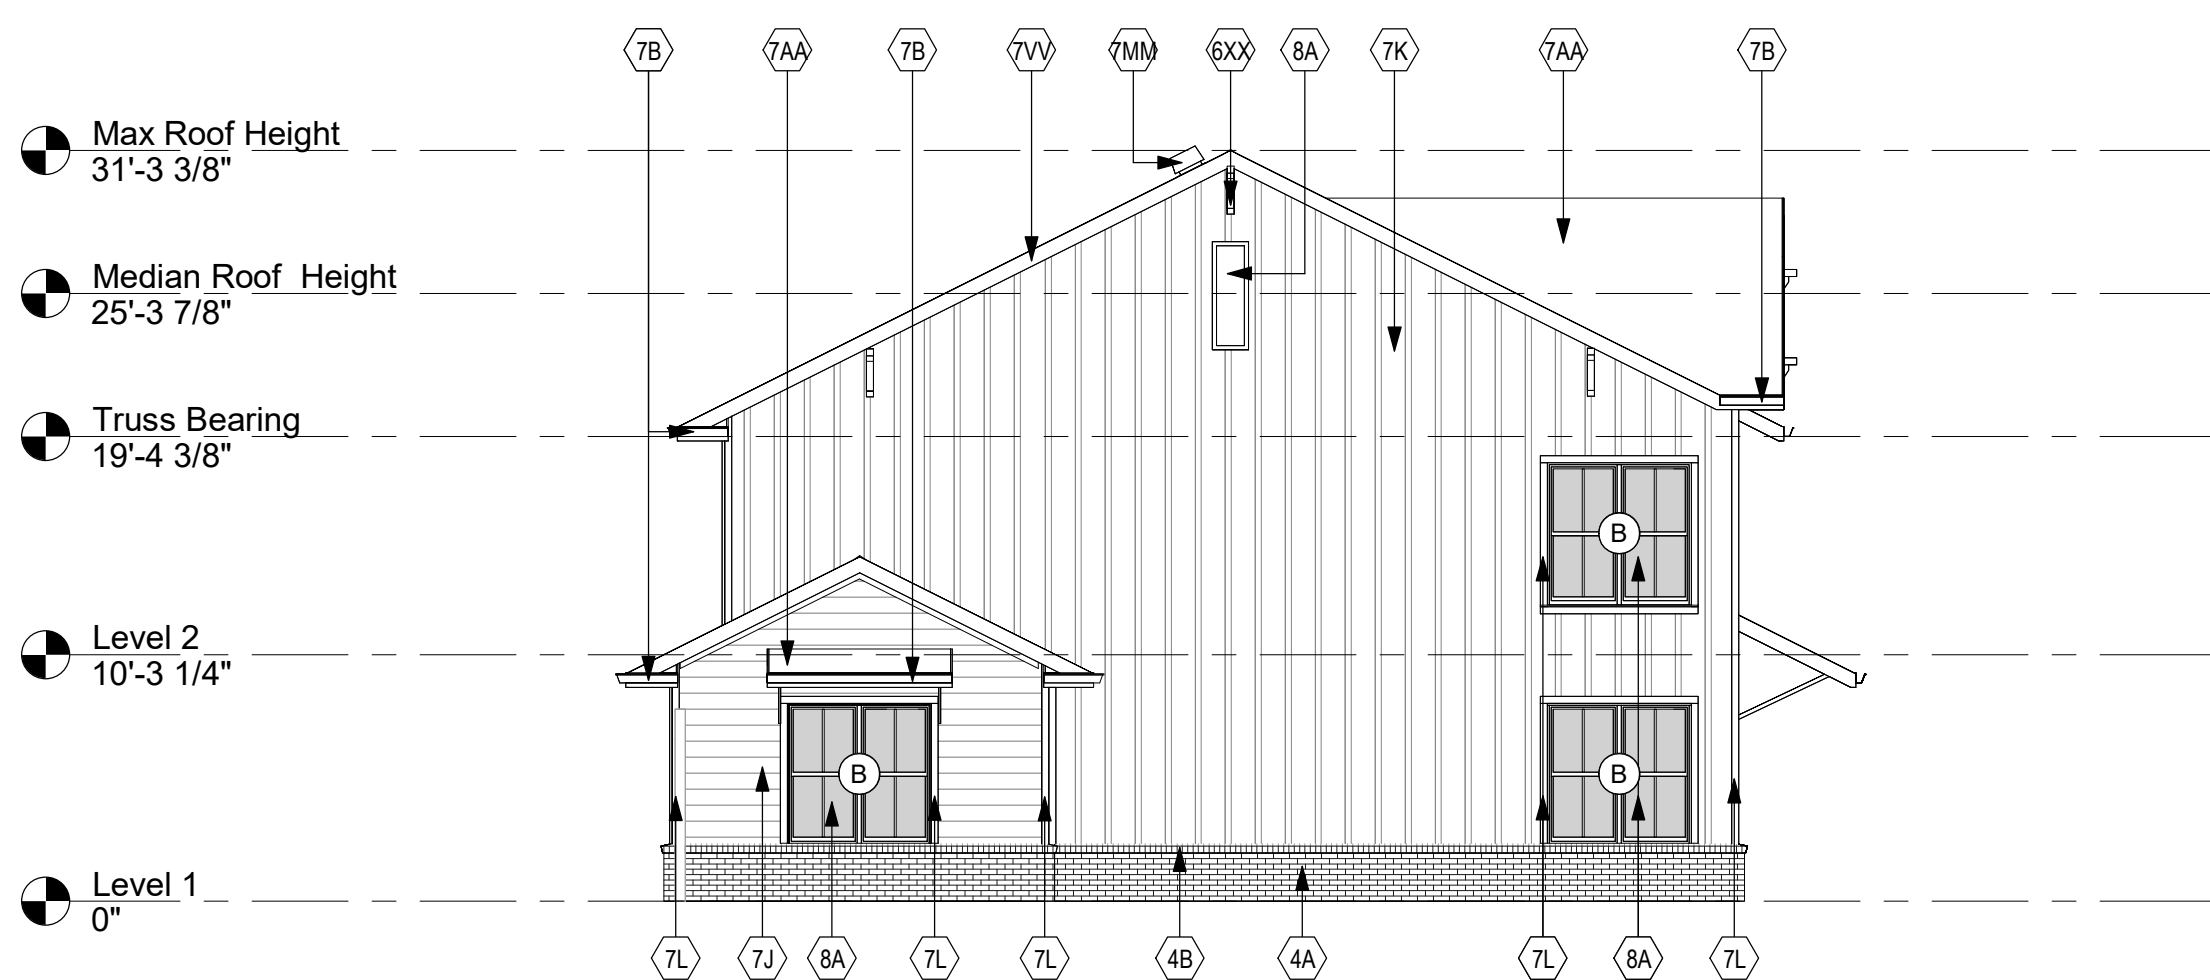 7B
7AA
7B
7VV
7MM
6XX
8A
7K
7AA
7B
Max Roof Height
31'-3 3/8"
Median Roof  Height
25'-3 7/8"
Truss Bearing
19'-4 3/8"
B
Level 2
10'-3 1/4"
B
B
Level 1
0"
7L
7J
8A
7L
7L
4B
4A
7L
8A
7L